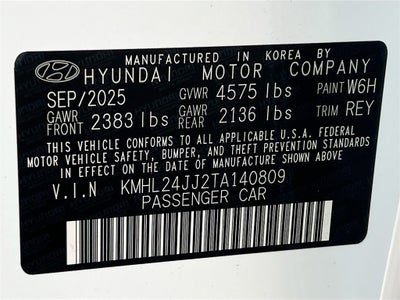 MANUFACTURED IN KOREA BY
HYUNDAI MOTOR COMPANY
SEP/2025 GVWR 4575 lbs PAINT W6H
GAWR FRONT 2383 lbs GAWR REAR 2136 lbs TRIM REY
THIS VEHICLE CONFORMS TO ALL APPLICABLE U.S.A. FEDERAL
MOTOR VEHICLE SAFETY, BUMPER, AND THEFT PREVENTION STANDARDS
IN EFFECT ON THE DATE OF MANUFACTURE SHOWN ABOVE.
V.I.N KMHL24JJ2TA140809
PASSENGER CAR